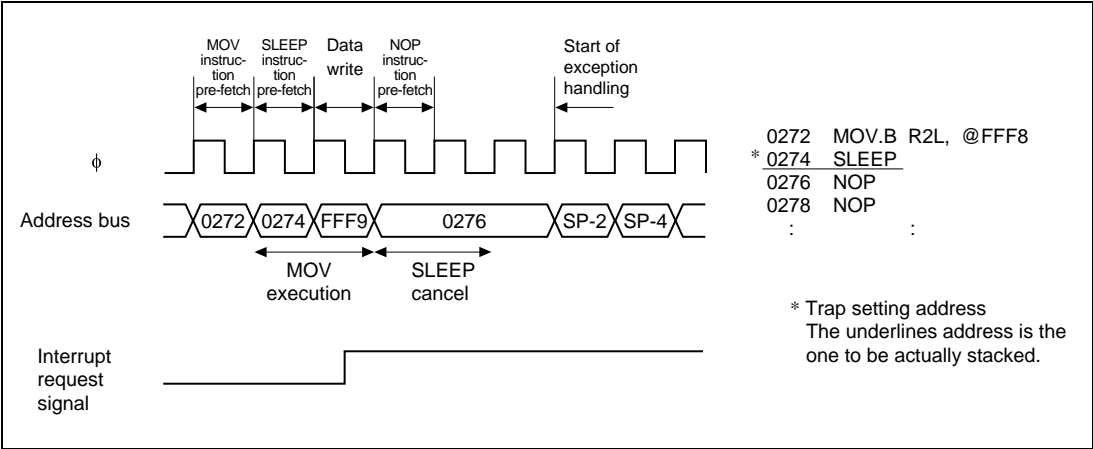 MOV
instruc-
tion
pre-fetch
SLEEP
instruc-
tion
pre-fetch
Data
write
NOP
instruc-
tion
pre-fetch
Start of
exception
handling
ϕ
Address bus
0272
0274
FFF9
0276
SP-2
SP-4
MOV
execution
SLEEP
cancel
Interrupt
request
signal
0272 MOV.B R2L, @FFF8
* 0274 SLEEP
0276 NOP
0278 NOP
: :
* Trap setting address
The underlines address is the
one to be actually stacked.